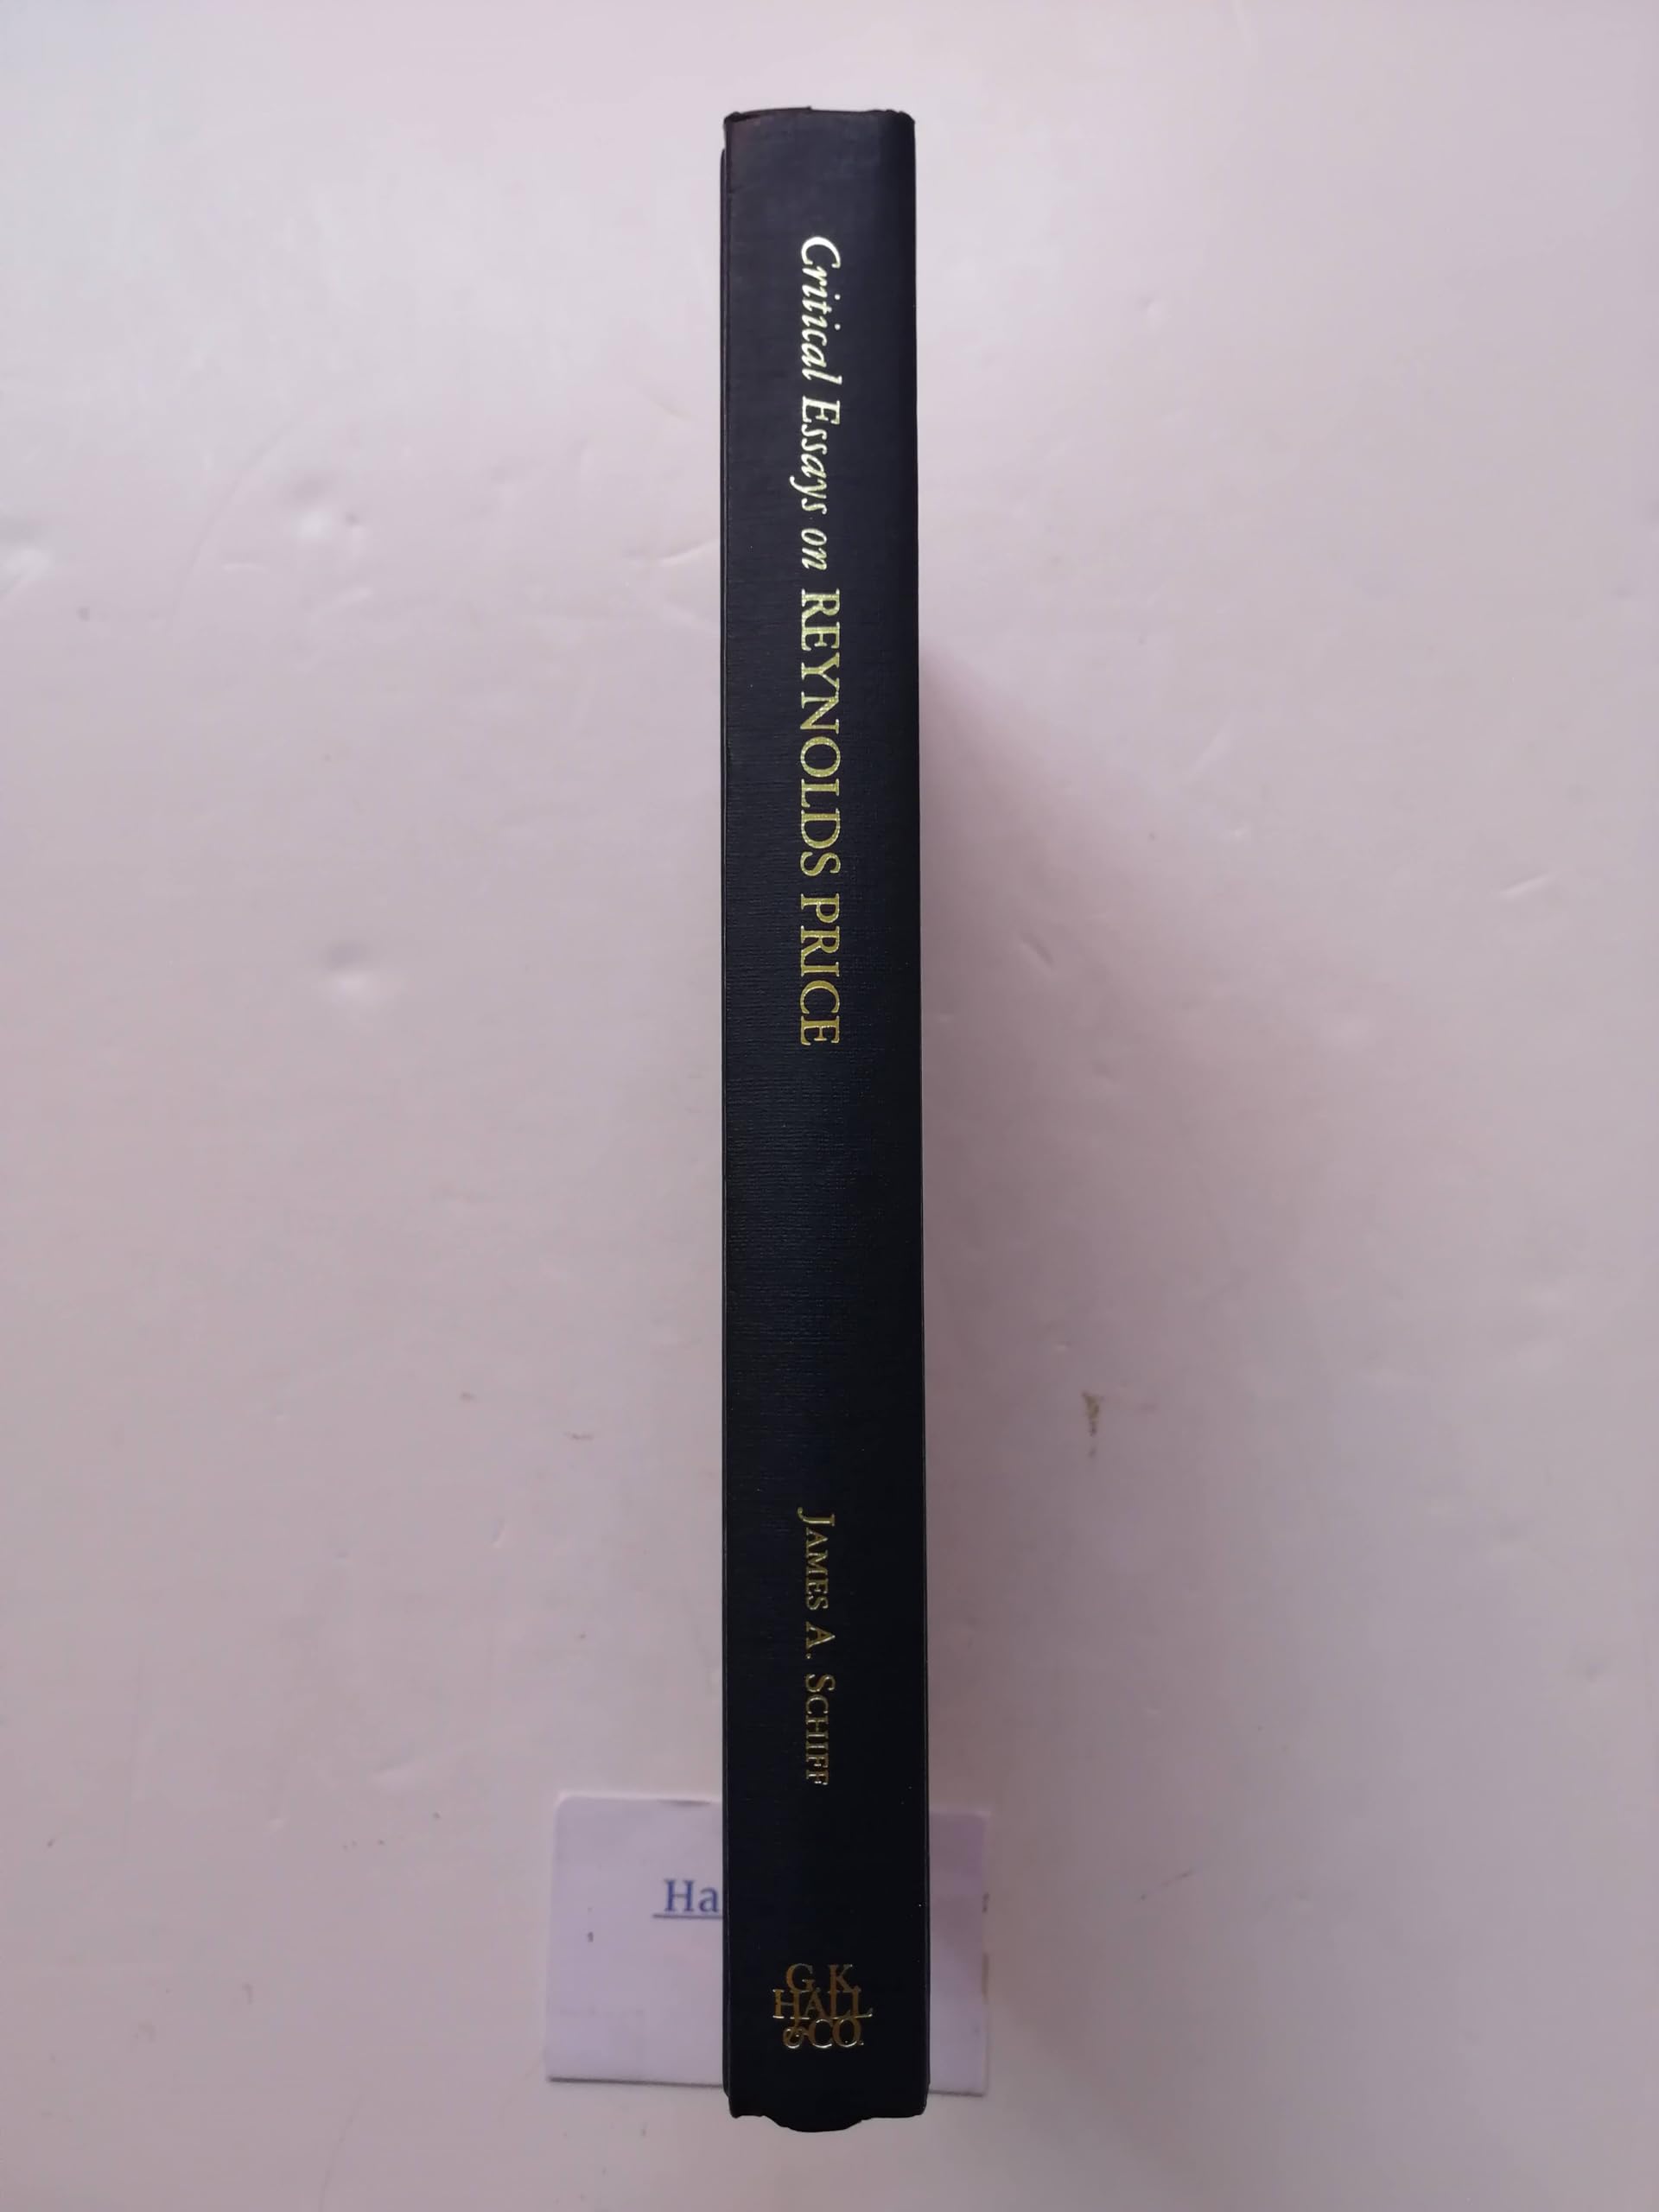 Critical Essays on REYNOLDS PRICE
JAMES A. SCHIFF
G. K.
HALL
&CO.
Ha